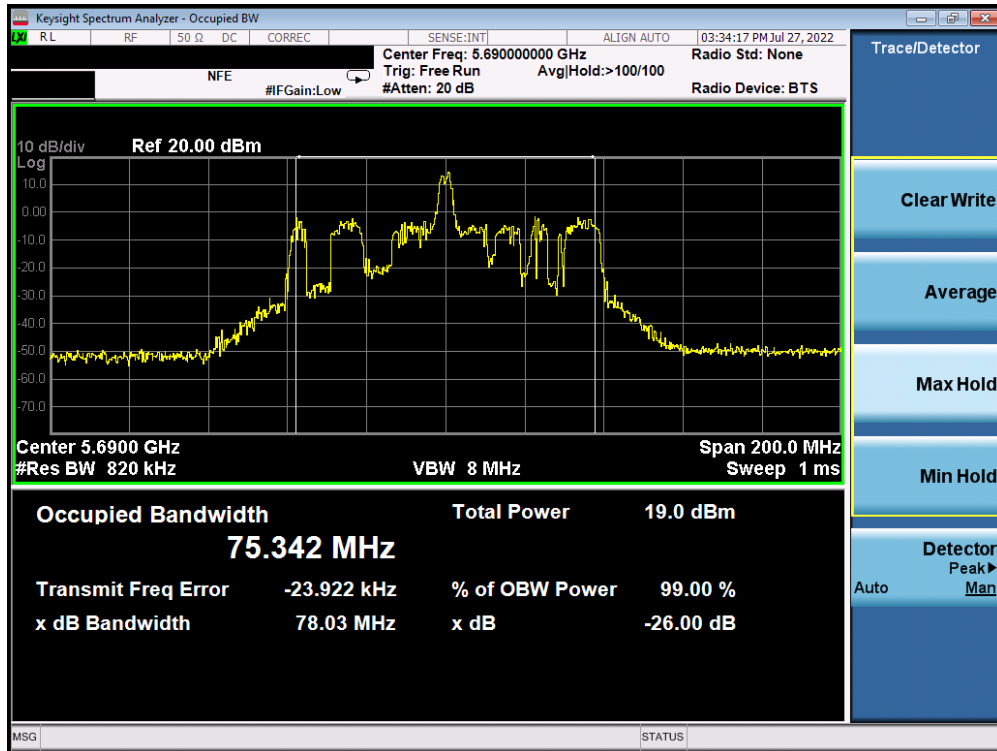 Keysight Spectrum Analyzer - Occupied BW
LXI RL RF 50 Ω DC CORREC SENSE:INT ALIGN AUTO 03:34:17 PM Jul 27, 2022
Center Freq: 5.690000000 GHz Radio Std: None
NFE Trig: Free Run Avg|Hold:>100/100
#IFGain:Low #Atten: 20 dB Radio Device: BTS
10 dB/div Ref 20.00 dBm
Log
10.0
0.00
-10.0
-20.0
-30.0
-40.0
-50.0
-60.0
-70.0
Center 5.6900 GHz Span 200.0 MHz
#Res BW 820 kHz VBW 8 MHz Sweep 1 ms
Occupied Bandwidth Total Power 19.0 dBm
75.342 MHz
Transmit Freq Error -23.922 kHz % of OBW Power 99.00 %
x dB Bandwidth 78.03 MHz x dB -26.00 dB
MSG STATUS
Trace/Detector
Clear Write
Average
Max Hold
Min Hold
Detector
Peak▶
Auto Man